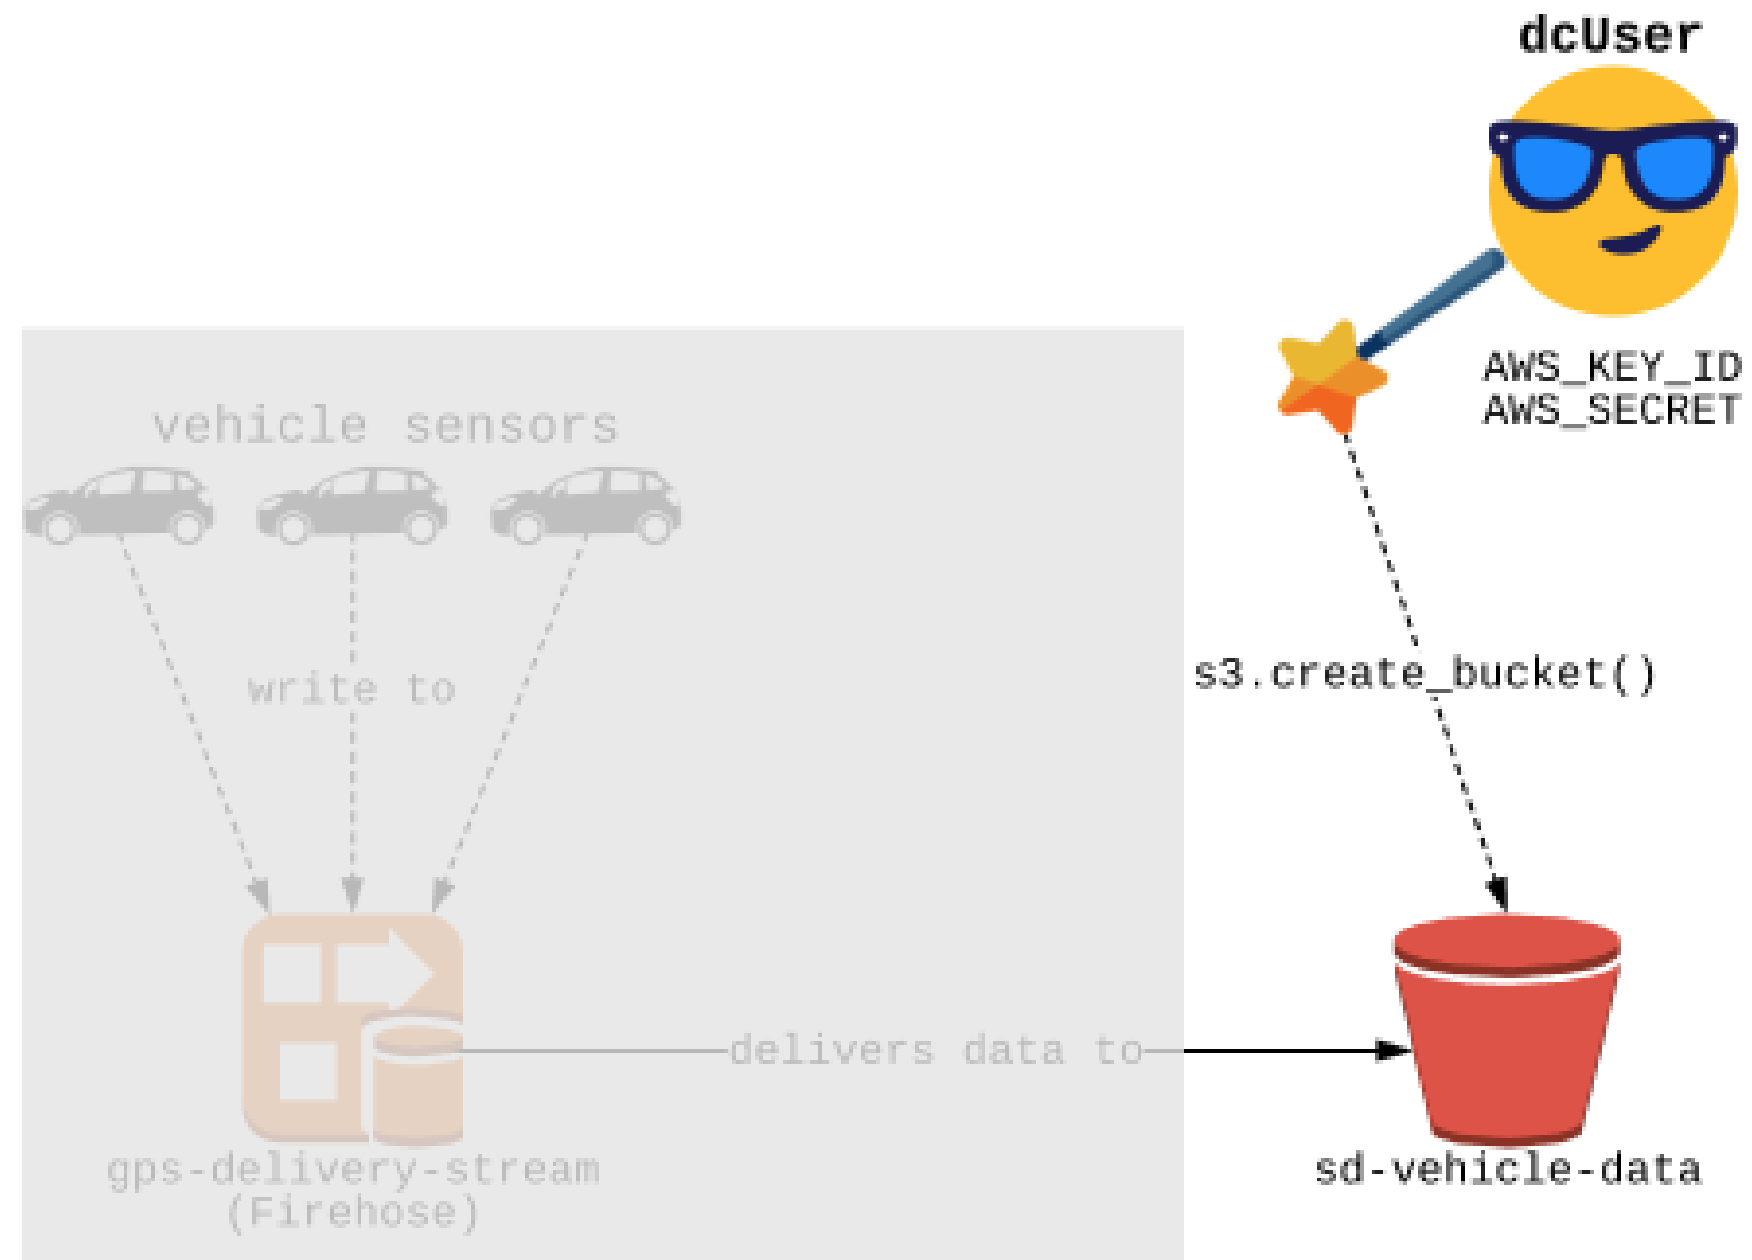 dcUser
AWS_KEY_ID
AWS_SECRET
vehicle sensors
write to
s3.create_bucket()
delivers data to
gps-delivery-stream
(Firehose)
sd-vehicle-data